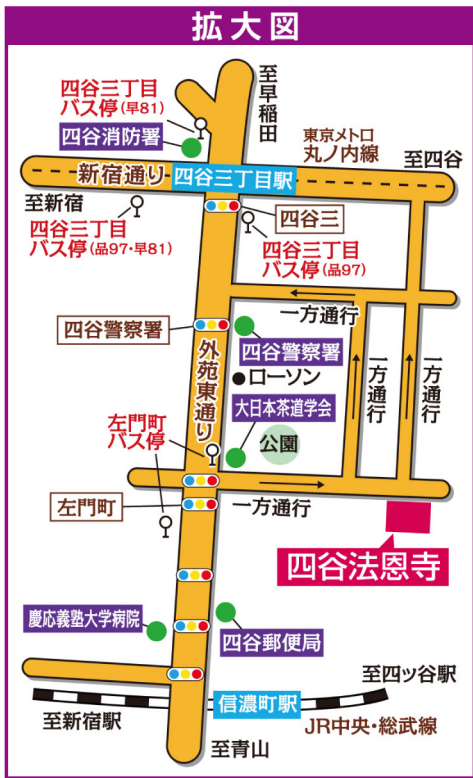 拡大図
四谷三丁目
バス停(早81)
至早稲田
四谷消防署
東京メトロ
丸ノ内線
至四谷
新宿通り
四谷三丁目駅
至新宿
四谷三丁目
バス停(品97・早81)
四谷三
四谷三丁目
バス停(品97)
一方通行
四谷警察署
四谷警察署
外苑東通り
ローソン
一方通行
一方通行
大日本茶道学会
左門町
バス停
公園
左門町
一方通行
四谷法恩寺
慶応義塾大学病院
四谷郵便局
至四ツ谷駅
信濃町駅
至新宿駅
JR中央・総武線
至青山